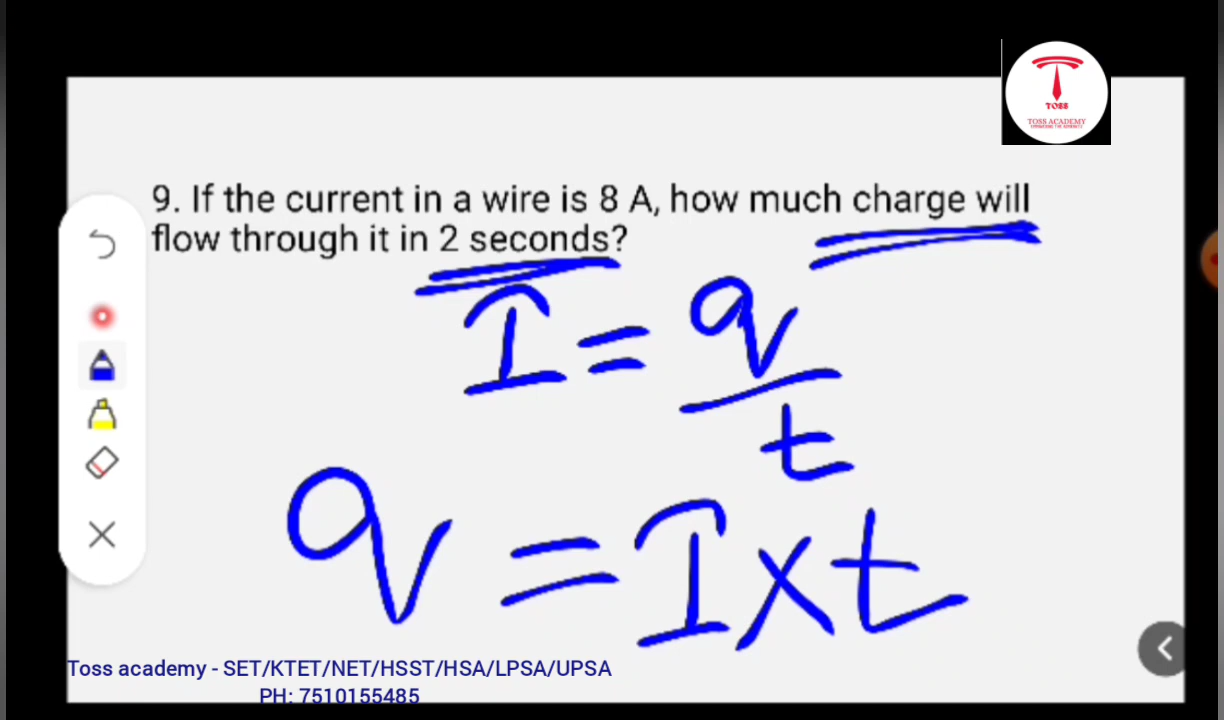 TOSS
TOSS ACADEMY
9. If the current in a wire is 8 A, how much charge will
flow through it in 2 seconds?
I = q/t
q = I x t
Toss academy - SET/KTET/NET/HSST/HSA/LPSA/UPSA
PH: 7510155485